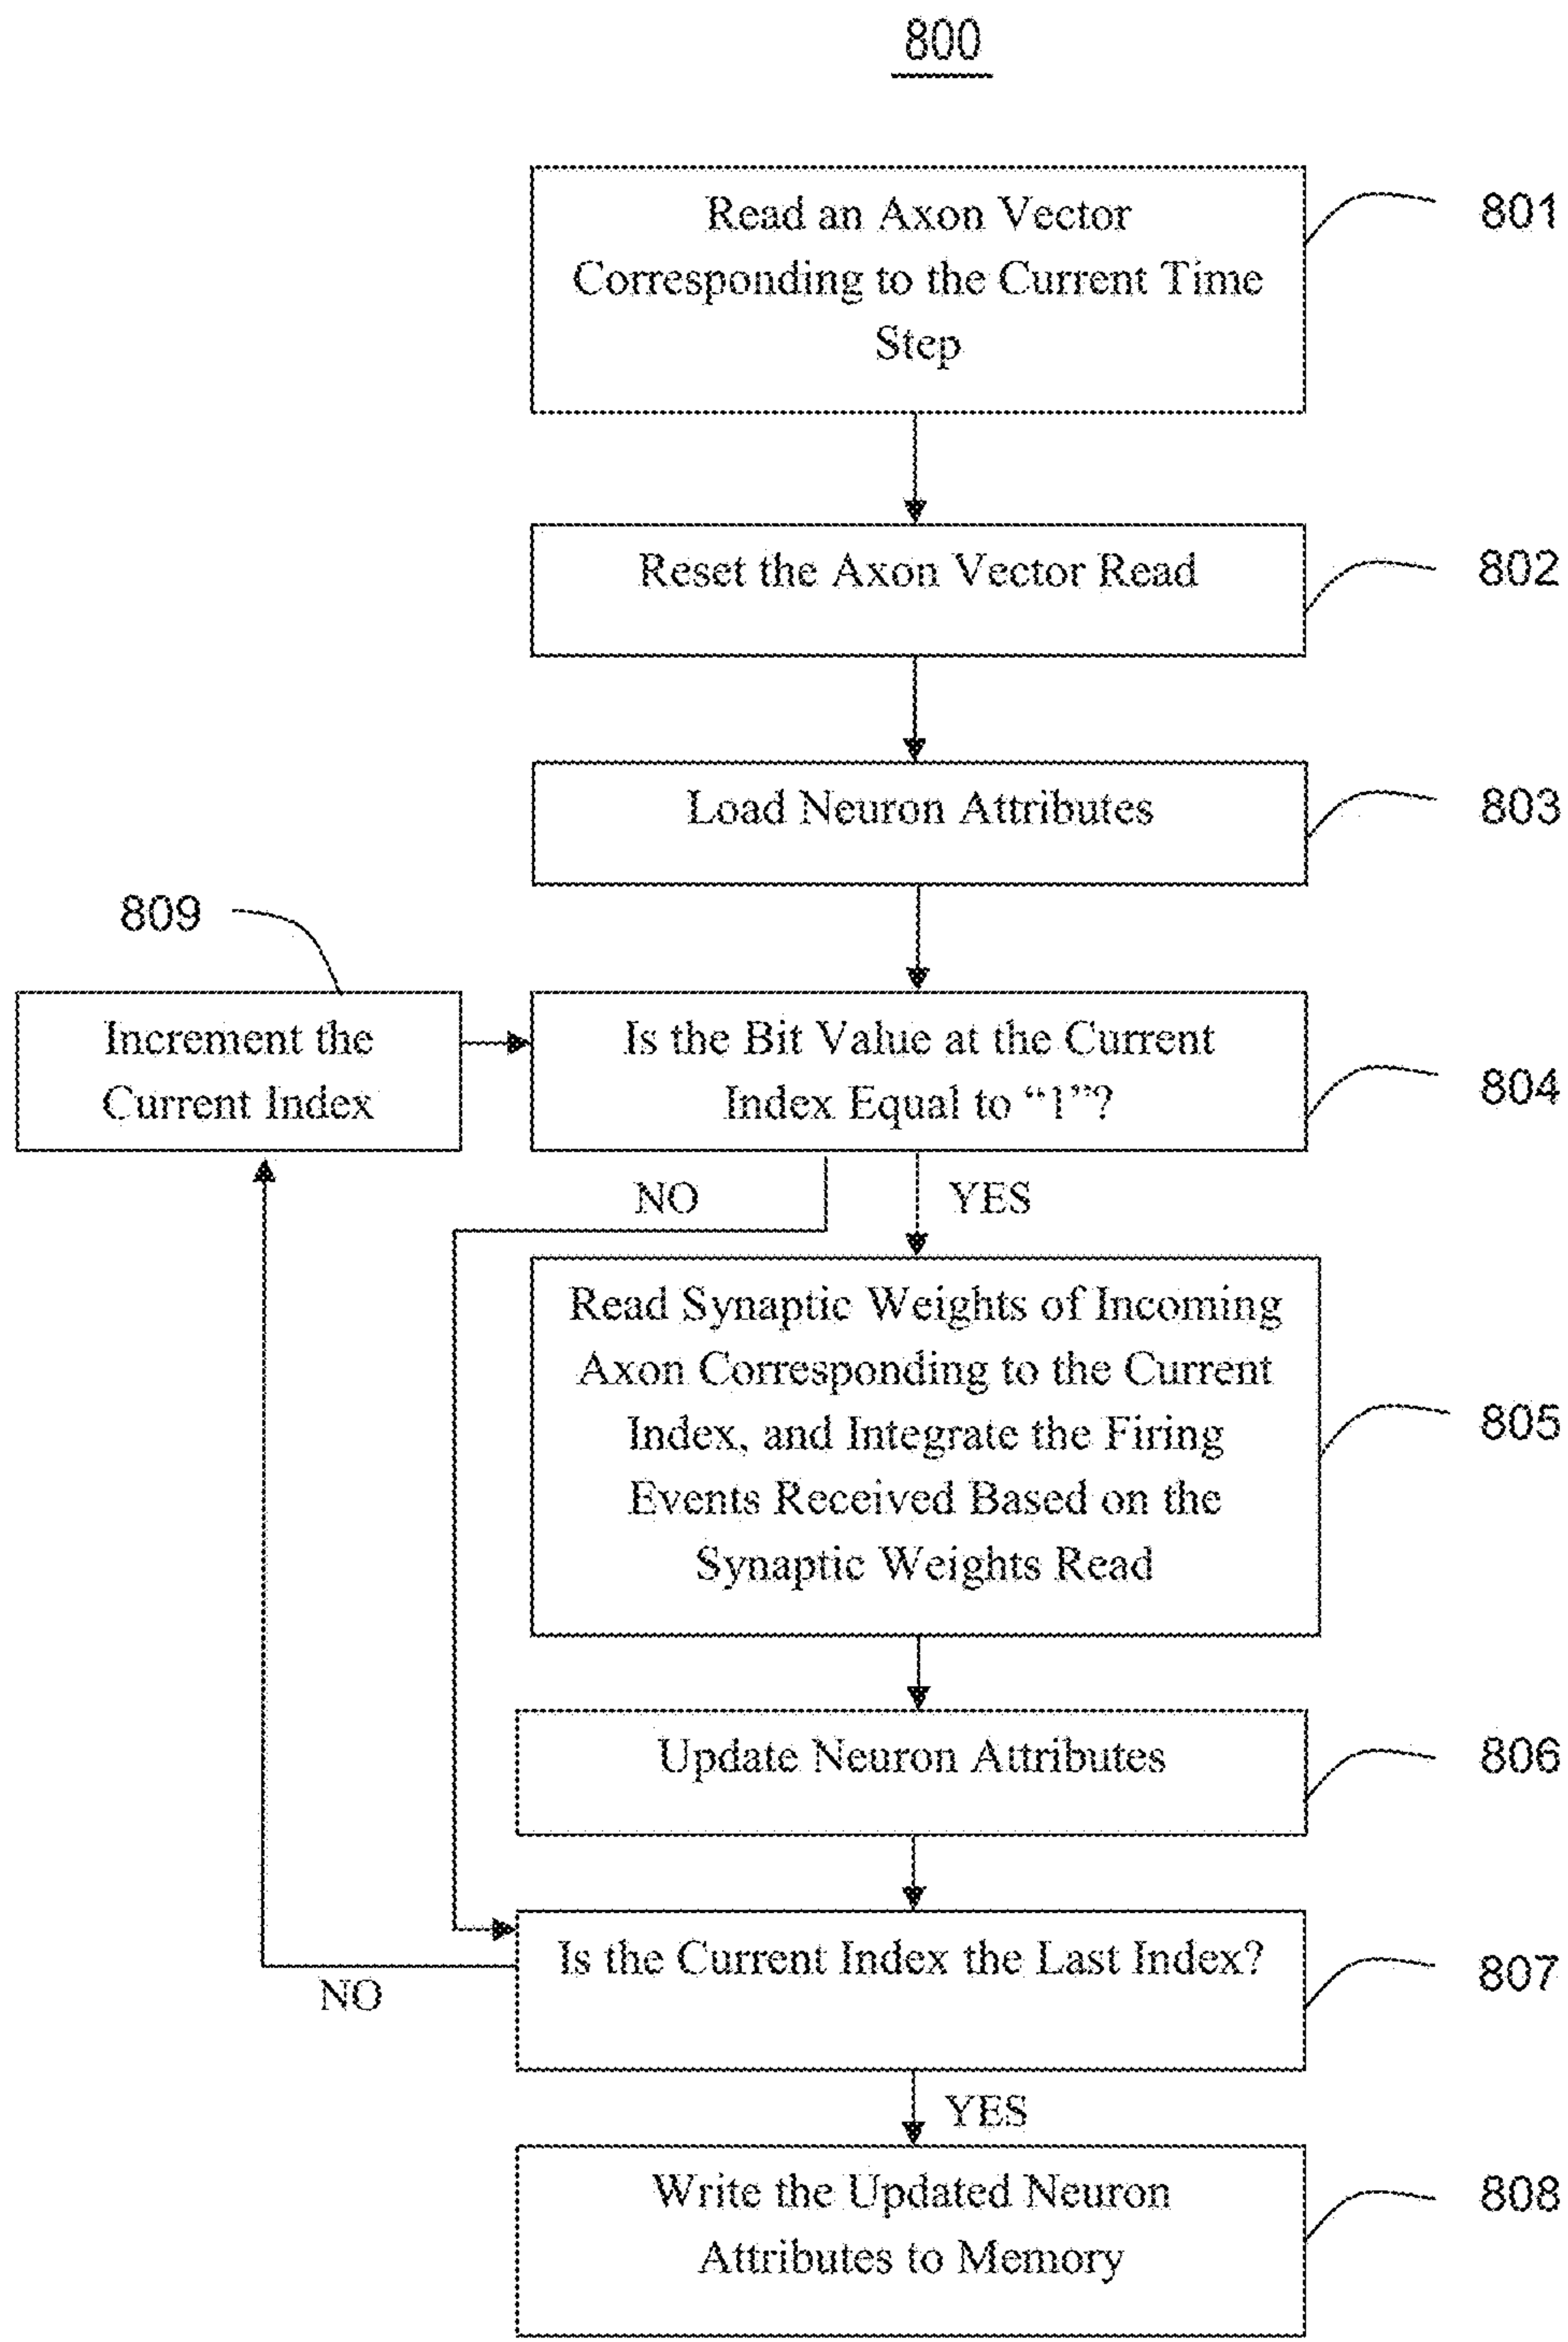 800
Read an Axon Vector
Corresponding to the Current Time
Step
801
Reset the Axon Vector Read
802
Load Neuron Attributes
803
809
Increment the
Current Index
Is the Bit Value at the Current
Index Equal to “1”?
804
NO
YES
Read Synaptic Weights of Incoming
Axon Corresponding to the Current
Index, and Integrate the Firing
Events Received Based on the
Synaptic Weights Read
805
Update Neuron Attributes
806
Is the Current Index the Last Index?
807
NO
YES
Write the Updated Neuron
Attributes to Memory
808